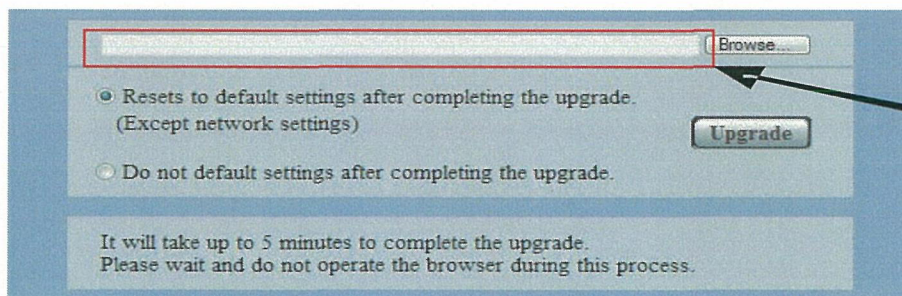 Browse...
Resets to default settings after completing the upgrade.
(Except network settings)
Upgrade
Do not default settings after completing the upgrade.
It will take up to 5 minutes to complete the upgrade.
Please wait and do not operate the browser during this process.